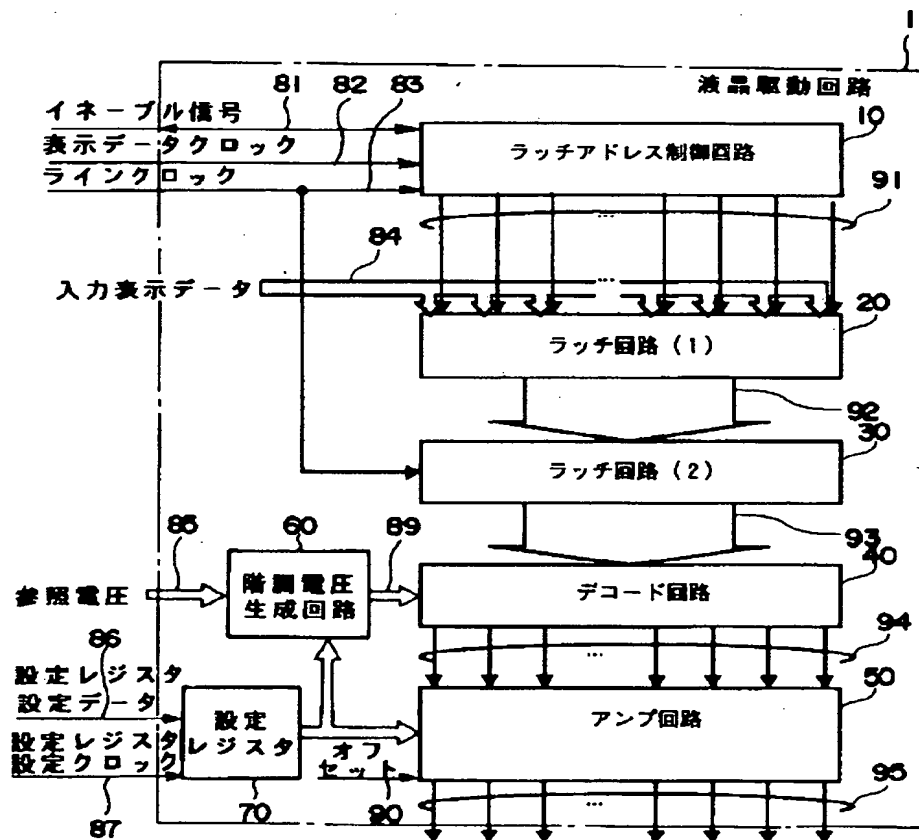 1
液晶駆動回路
81
82
83
イネーブル信号
表示データクロック
ラインクロック
10
ラッチアドレス制御回路
91
...
84
...
入力表示データ
20
ラッチ回路(1)
92
30
ラッチ回路(2)
93
85
60
89
40
参照電圧
階調電圧
生成回路
デコード回路
94
...
86
50
設定レジスタ
設定データ
設定
レジスタ
アンプ回路
設定レジスタ
設定クロック
オフ
セット
87
70
90
95
...